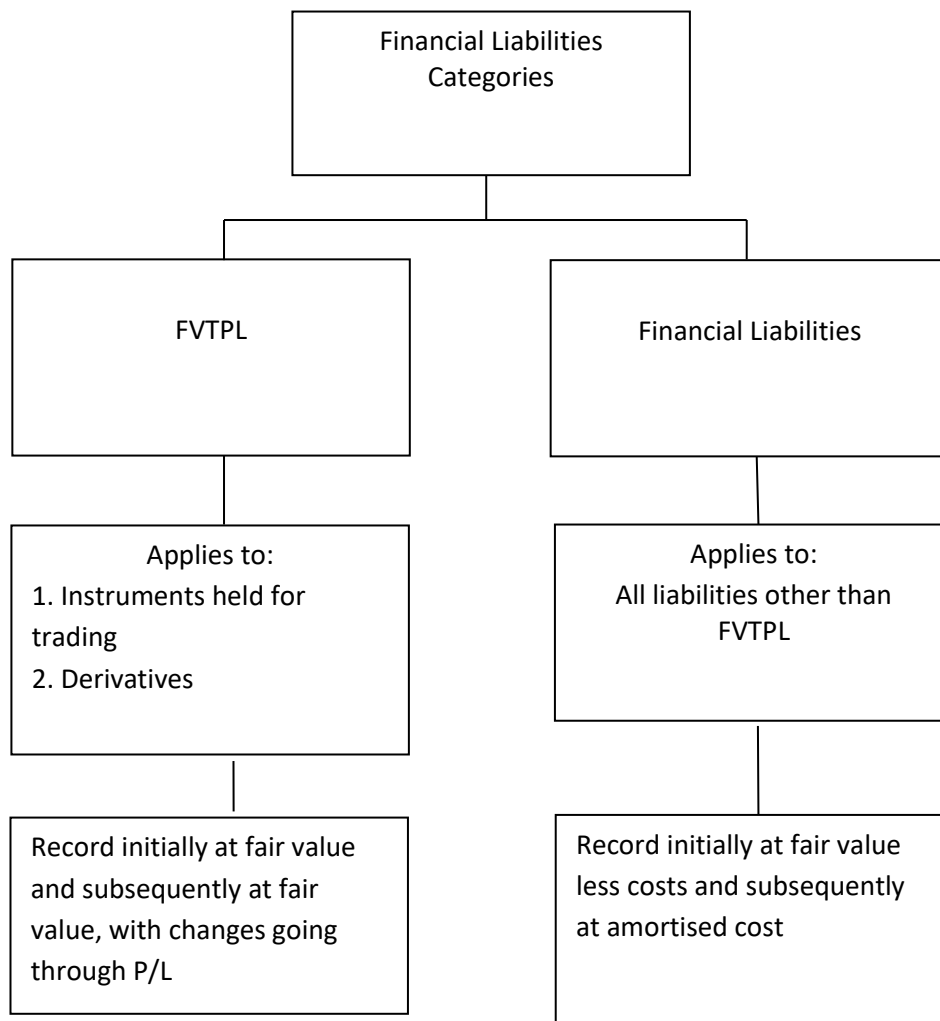 Financial Liabilities
Categories
FVTPL
Financial Liabilities
Applies to:
1. Instruments held for
trading
2. Derivatives
Applies to:
All liabilities other than
FVTPL
Record initially at fair value
and subsequently at fair
value, with changes going
through P/L
Record initially at fair value
less costs and subsequently
at amortised cost